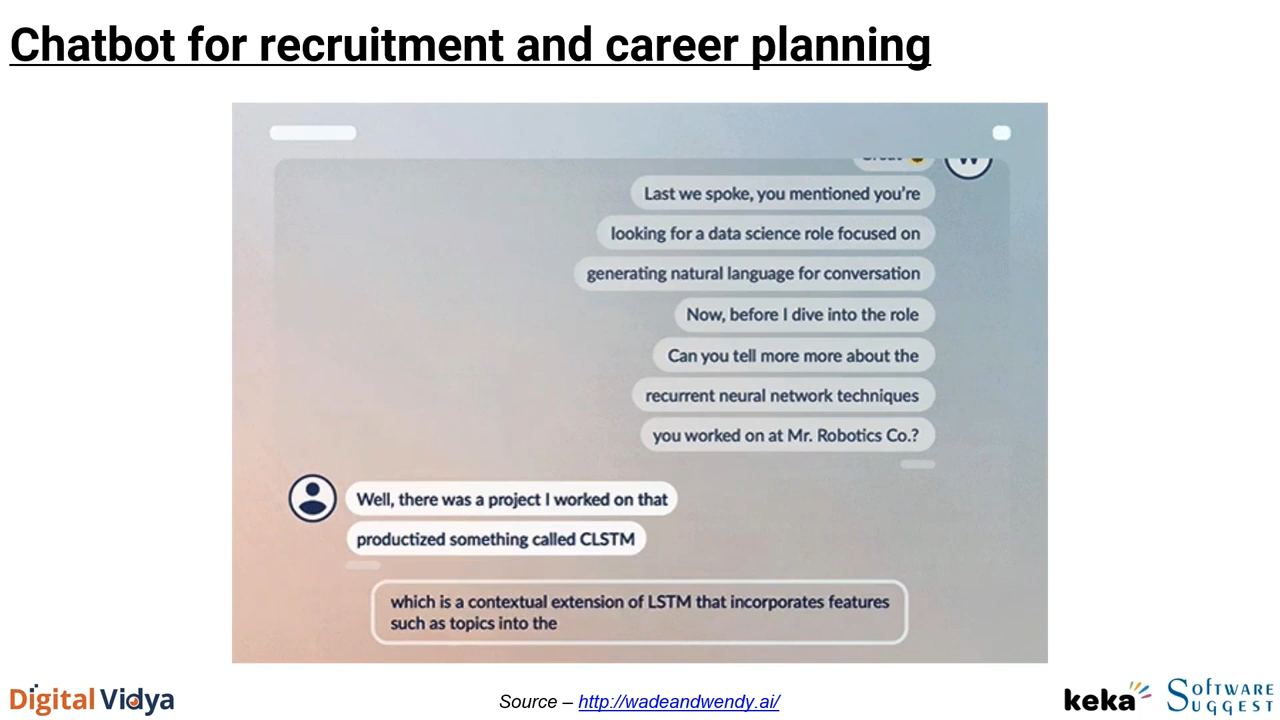 Chatbot for recruitment and career planning
W
Last we spoke, you mentioned you're
looking for a data science role focused on
generating natural language for conversation
Now, before I dive into the role
Can you tell more more about the
recurrent neural network techniques
you worked on at Mr. Robotics Co.?
Well, there was a project I worked on that
productized something called CLSTM
which is a contextual extension of LSTM that incorporates features
such as topics into the
Digital Vidya
Source – http://wadeandwendy.ai/
keka
SOFTWARE
SUGGEST